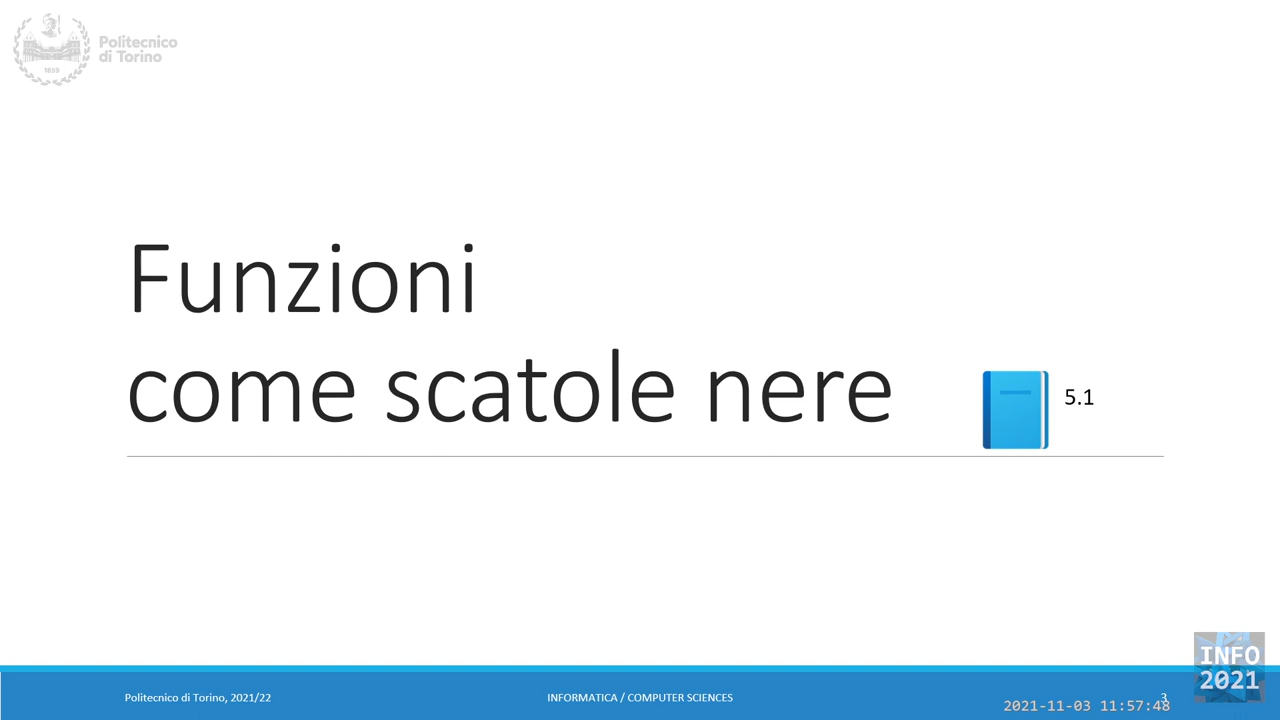 Politecnico
di Torino
1859
Funzioni
come scatole nere
5.1
Politecnico di Torino, 2021/22
INFORMATICA / COMPUTER SCIENCES
3
2021-11-03 11:57:48
INFO
2021